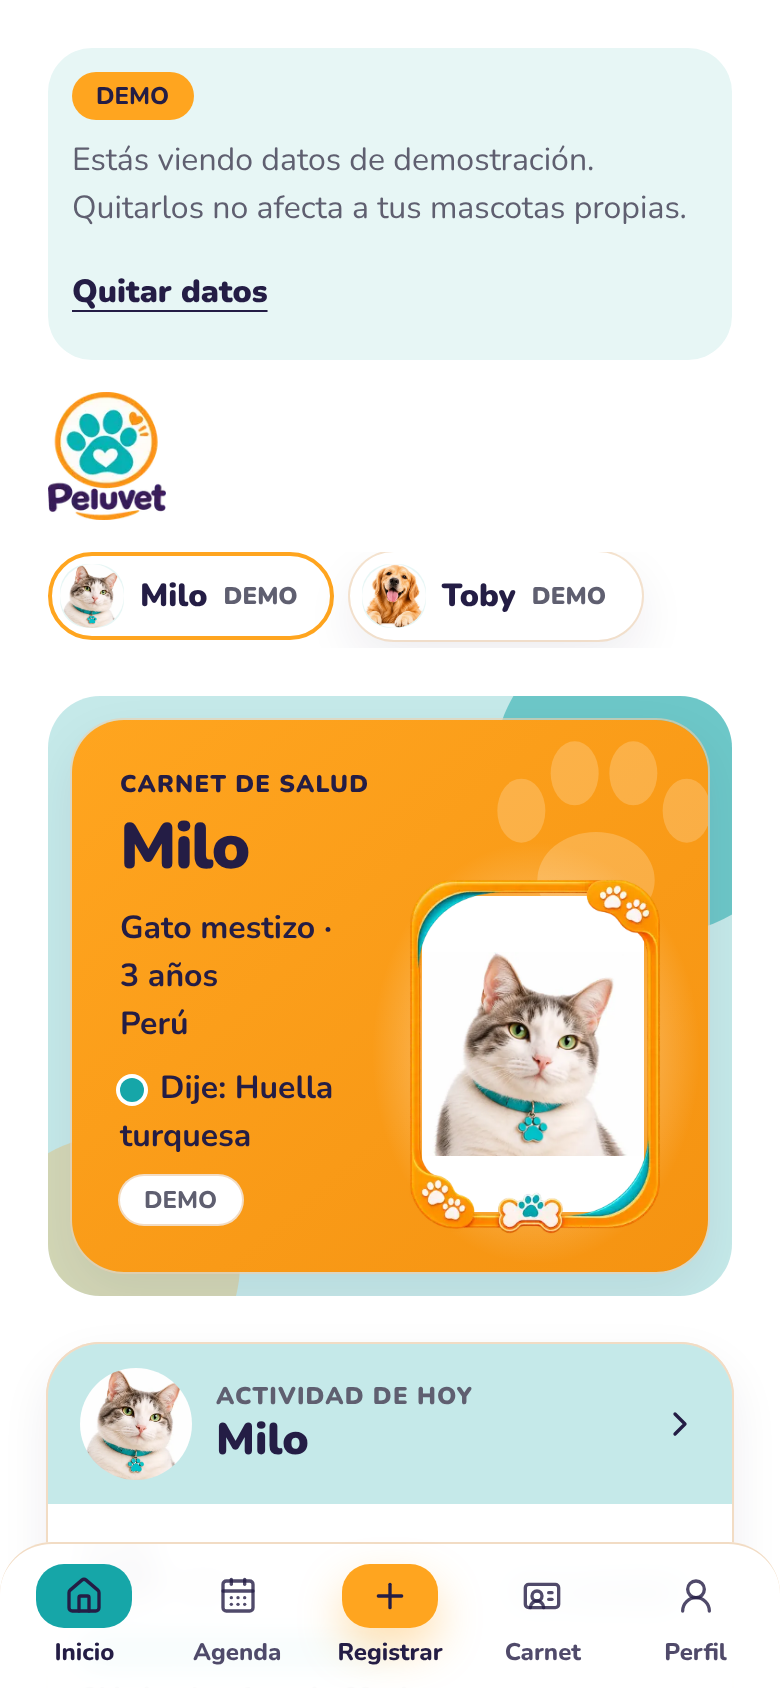 DEMO
Estás viendo datos de demostración.
Quitarlos no afecta a tus mascotas propias.
Quitar datos
Peluvet
Milo DEMO
Toby DEMO
CARNET DE SALUD
Milo
Gato mestizo ·
3 años
Perú
Dije: Huella
turquesa
DEMO
ACTIVIDAD DE HOY
Milo
Inicio
Agenda
Registrar
Carnet
Perfil